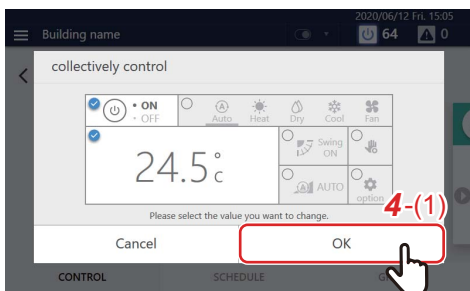 2020/06/12 Fri. 15:05
Building name
64
0
collectively control
• ON
• OFF
A
Auto
Heat
Dry
Cool
Fan
24.5°c
Swing
ON
A AUTO
option
Please select the value you want to change.
4-(1)
Cancel
OK
CONTROL
SCHEDULE